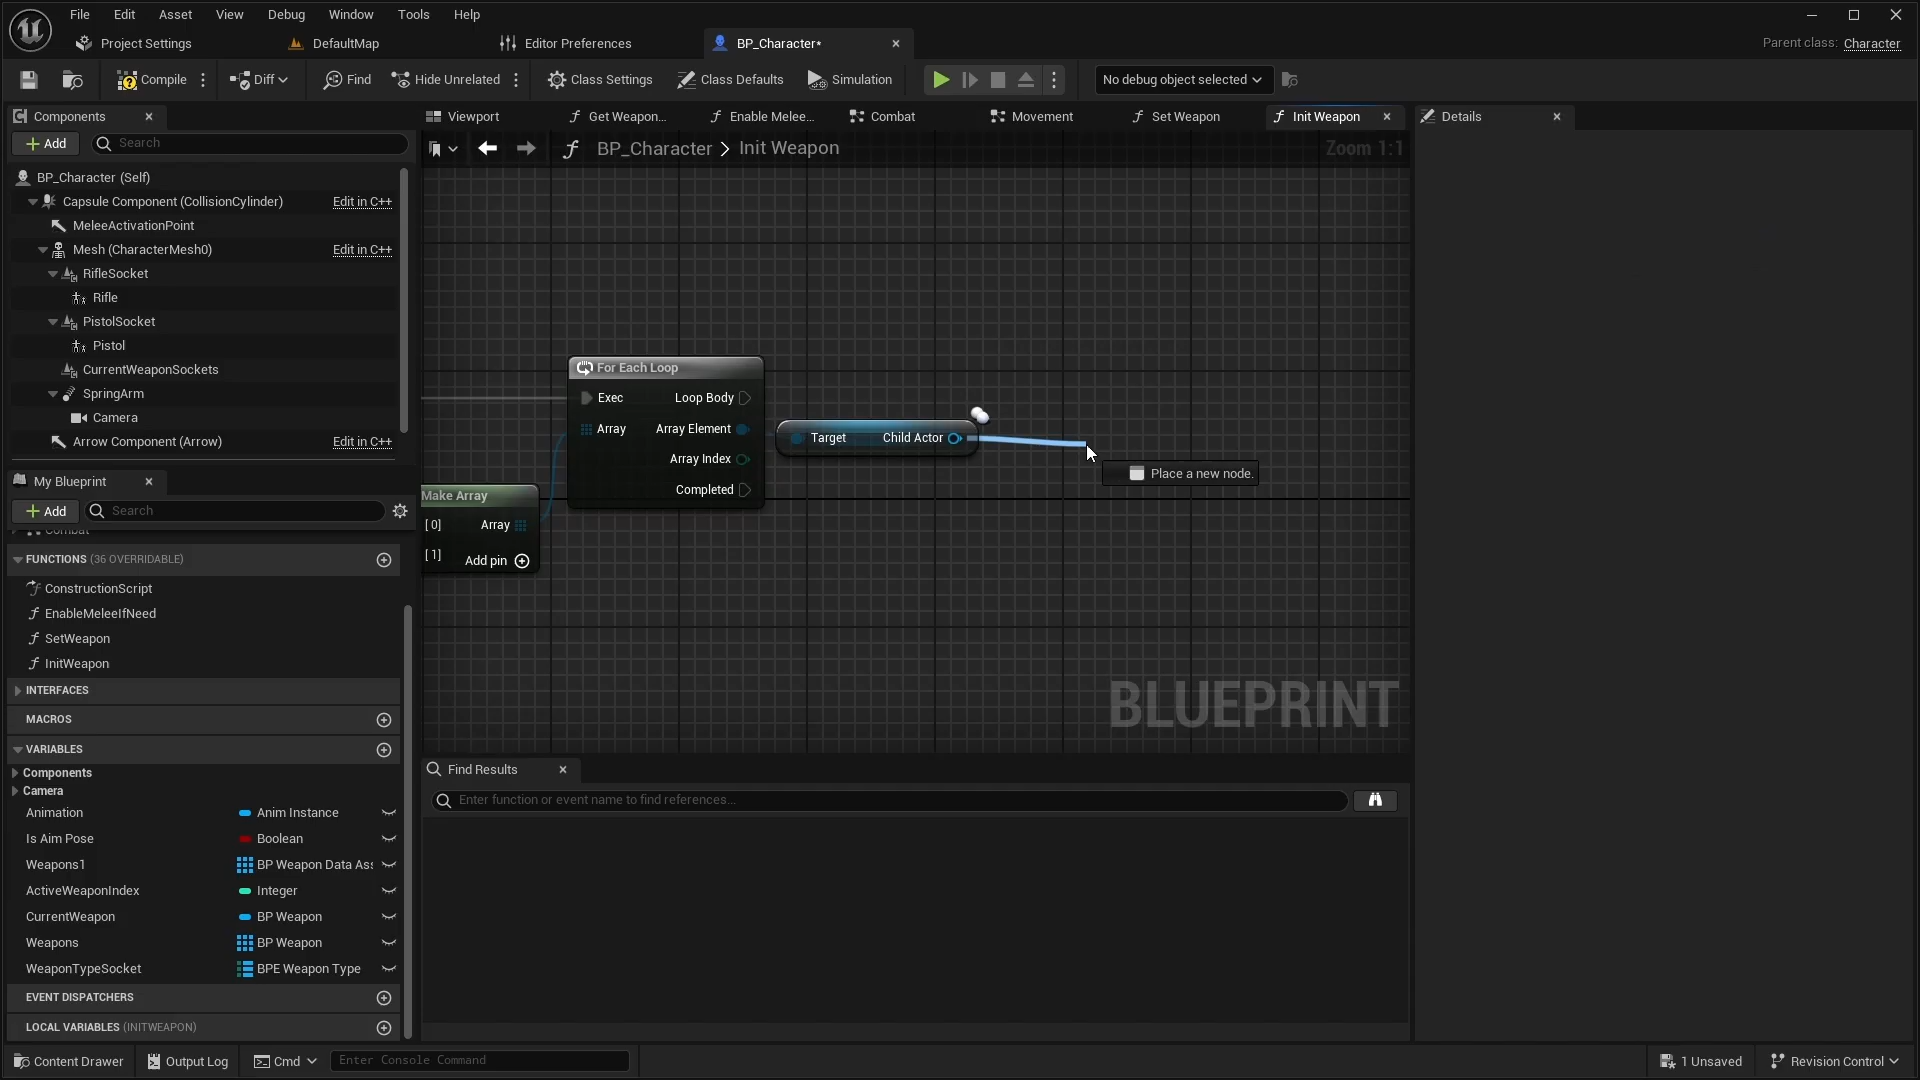 File Edit Asset View Debug Window Tools Help
Project Settings DefaultMap Editor Preferences BP_Character* Parent class: Character
Compile Diff Find Hide Unrelated Class Settings Class Defaults Simulation No debug object selected
Components Viewport Get Weapon... Enable Melee... Combat Movement Set Weapon Init Weapon Details
Add Search BP_Character Init Weapon Zoom 1:1
BP_Character (Self)
Capsule Component (CollisionCylinder) Edit in C++
MeleeActivationPoint
Mesh (CharacterMesh0) Edit in C++
RifleSocket
Rifle
PistolSocket
Pistol
CurrentWeaponSockets
SpringArm
Camera
Arrow Component (Arrow) Edit in C++
For Each Loop
Exec Loop Body
Array Array Element
Array Index
Completed
Target Child Actor
Place a new node.
Make Array
[0] Array
[1] Add pin
BLUEPRINT
My Blueprint
Add Search
Combat
FUNCTIONS (36 OVERRIDABLE)
ConstructionScript
EnableMeleeIfNeed
SetWeapon
InitWeapon
INTERFACES
MACROS
VARIABLES
Components
Camera
Animation Anim Instance
Is Aim Pose Boolean
Weapons1 BP Weapon Data Ass
ActiveWeaponIndex Integer
CurrentWeapon BP Weapon
Weapons BP Weapon
WeaponTypeSocket BPE Weapon Type
EVENT DISPATCHERS
LOCAL VARIABLES (INITWEAPON)
Find Results
Enter function or event name to find references...
Content Drawer Output Log Cmd Enter Console Command 1 Unsaved Revision Control